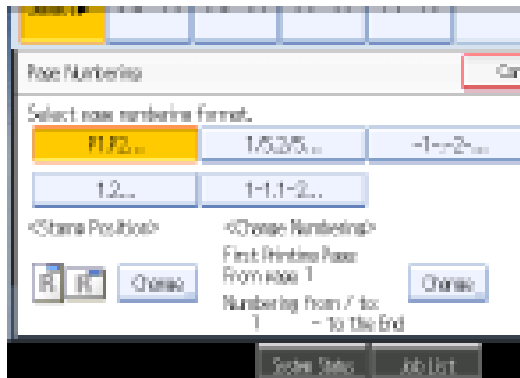 Page Numbering
Select page numbering format.
P1,P2... 1/5,2/5... -1-,-2-...
1,2... 1-1,1-2...
<Stamp Position> <Change Numbering>
First Printing Page:
From page 1
Change Change
Numbering from / to:
1 - to the End
System Status Job List